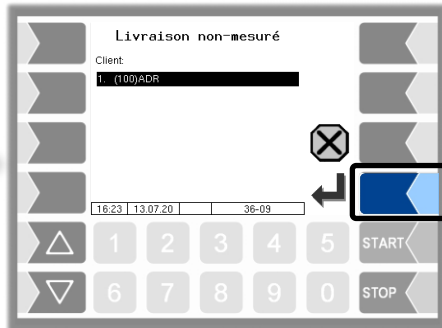 Livraison non-mesuré
Client:
1. (100)ADR
16:23 13.07.20 36-09
1 2 3 4 5 START
6 7 8 9 0 STOP